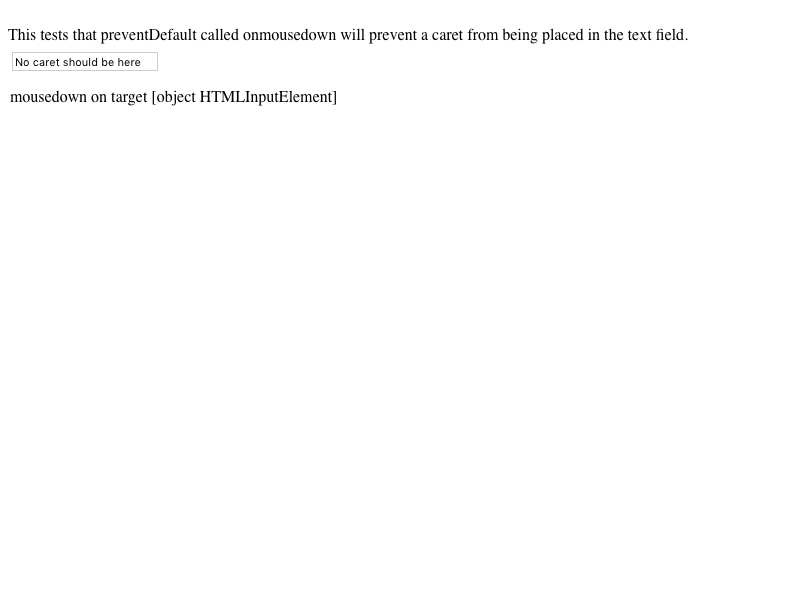 This tests that preventDefault called onmousedown will prevent a caret from being placed in the text field.
No caret should be here
mousedown on target [object HTMLInputElement]